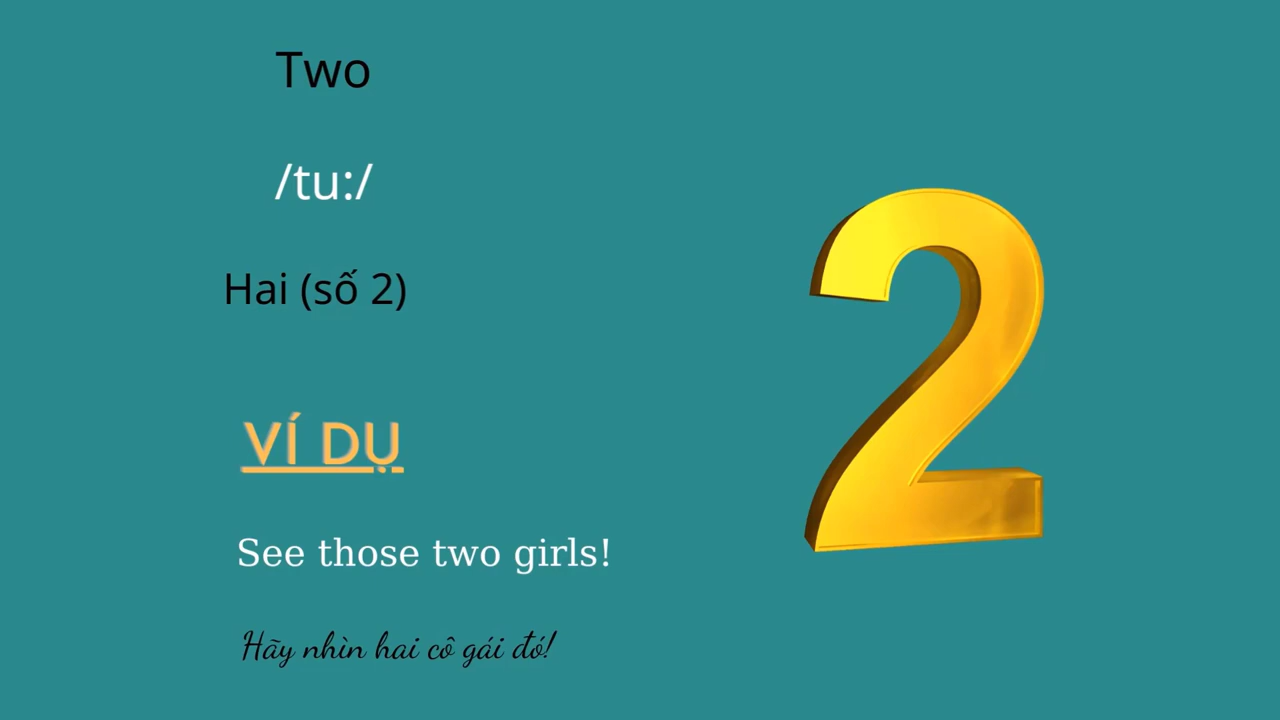 Two
/tu:/
Hai (số 2)
VÍ DỤ
See those two girls!
Hãy nhìn hai cô gái đó!
2